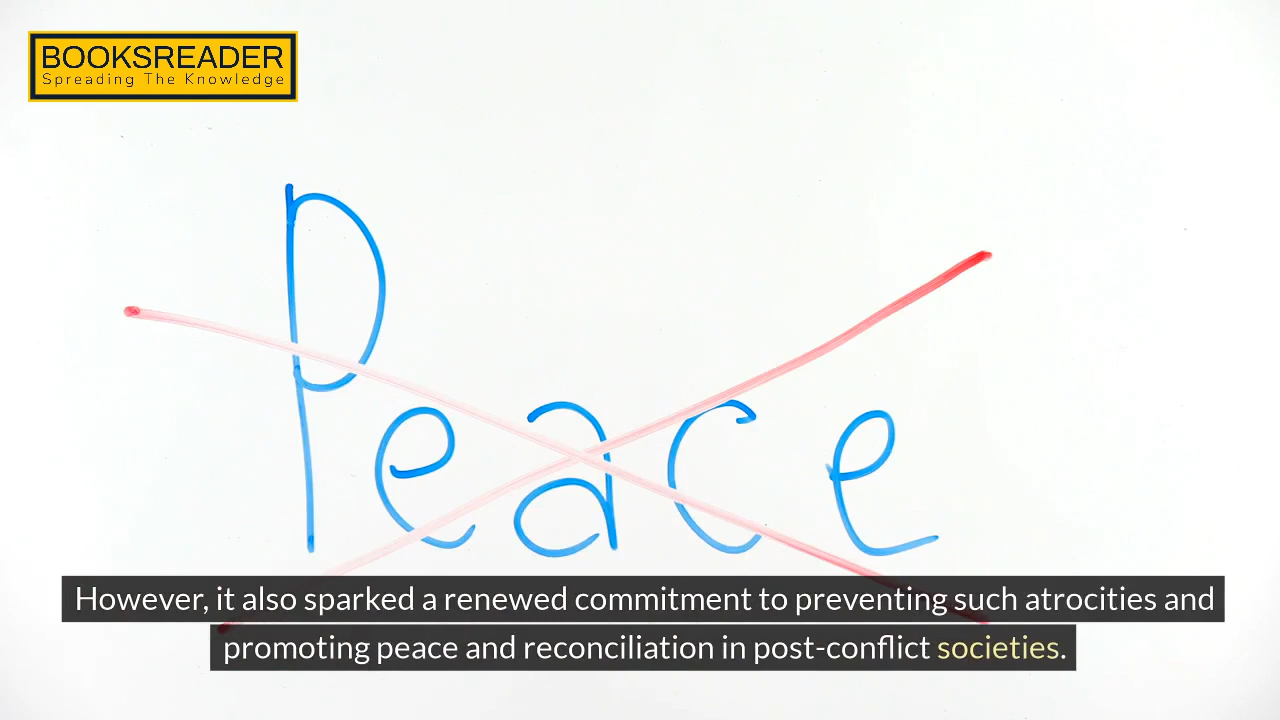 BOOKSREADER
Spreading The Knowledge
Peace
However, it also sparked a renewed commitment to preventing such atrocities and
promoting peace and reconciliation in post-conflict societies.